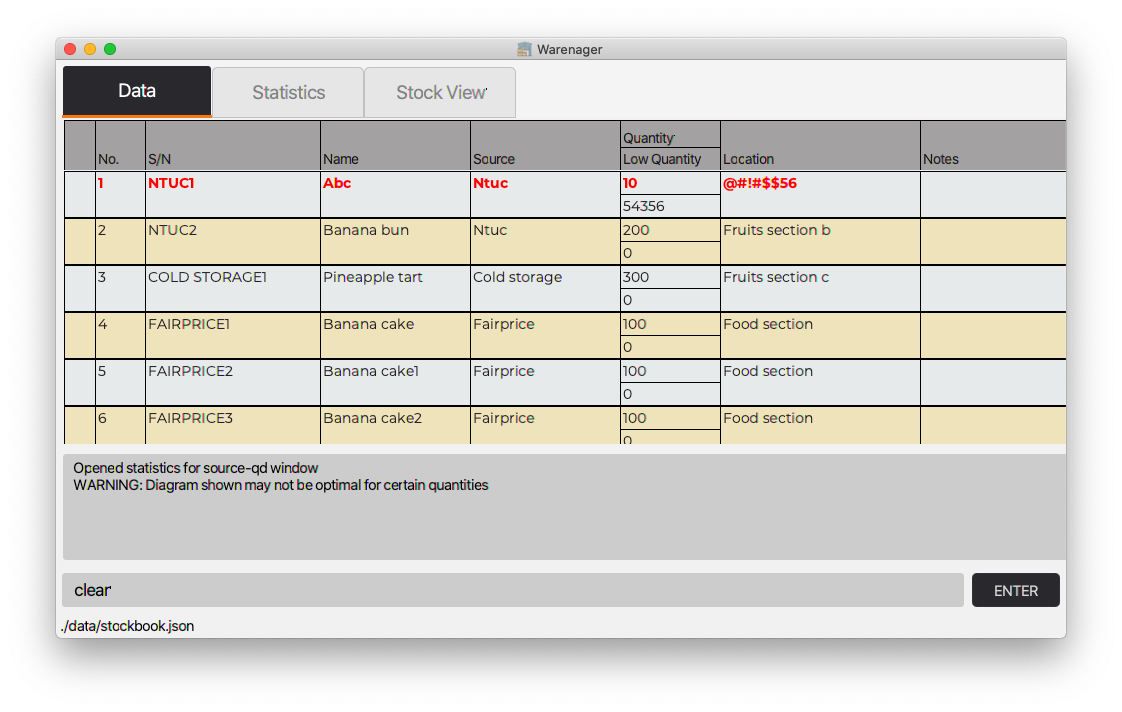 Warenager
Data Statistics Stock View
Quantity
No. S/N Name Source Low Quantity Location Notes
1 NTUC1 Abc Ntuc 10 @#!#$$56
54356
2 NTUC2 Banana bun Ntuc 200 Fruits section b
0
3 COLD STORAGE1 Pineapple tart Cold storage 300 Fruits section c
0
4 FAIRPRICE1 Banana cake Fairprice 100 Food section
0
5 FAIRPRICE2 Banana cake1 Fairprice 100 Food section
0
6 FAIRPRICE3 Banana cake2 Fairprice 100 Food section
0
Opened statistics for source-qd window
WARNING: Diagram shown may not be optimal for certain quantities
clear ENTER
./data/stockbook.json